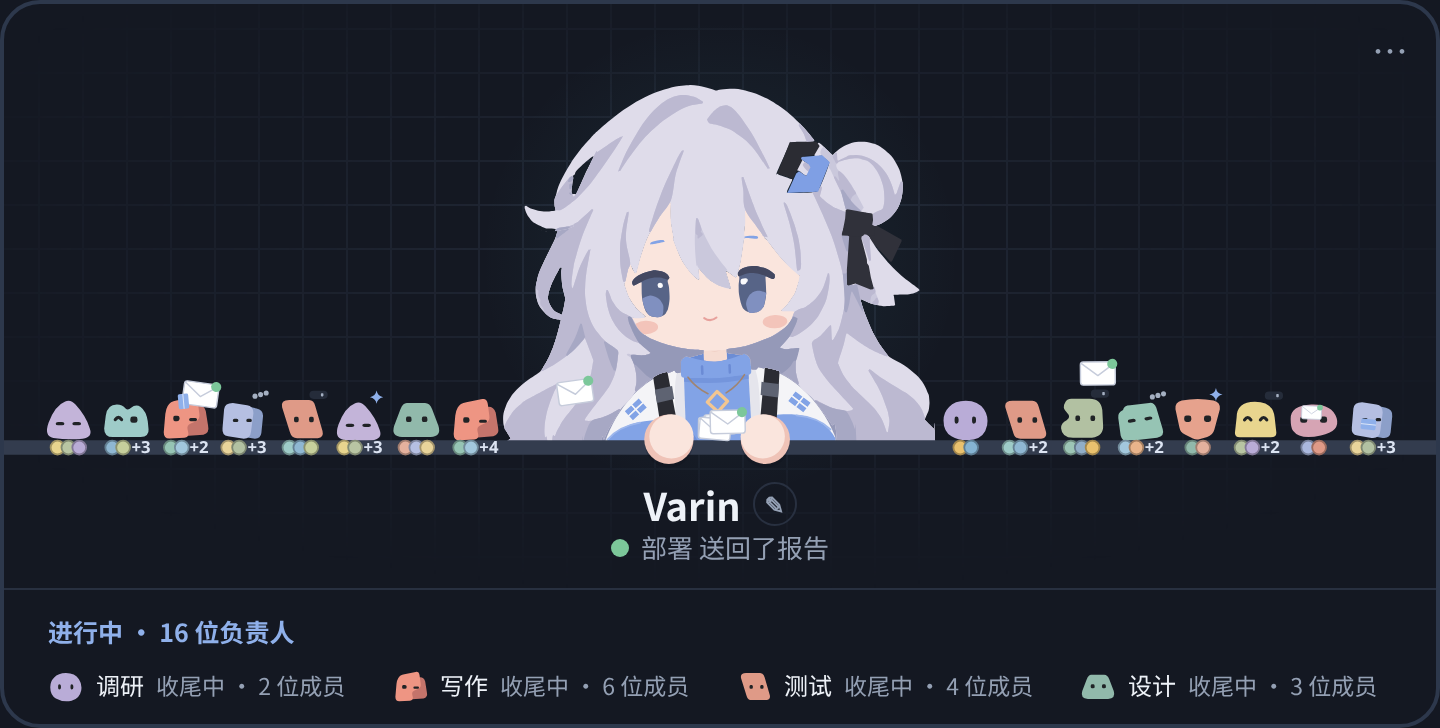 +3 +2 +3 +3 +4 +2 +2 +2 +3
Varin
部署 送回了报告
进行中 · 16 位负责人
调研 收尾中 · 2 位成员 写作 收尾中 · 6 位成员 测试 收尾中 · 4 位成员 设计 收尾中 · 3 位成员